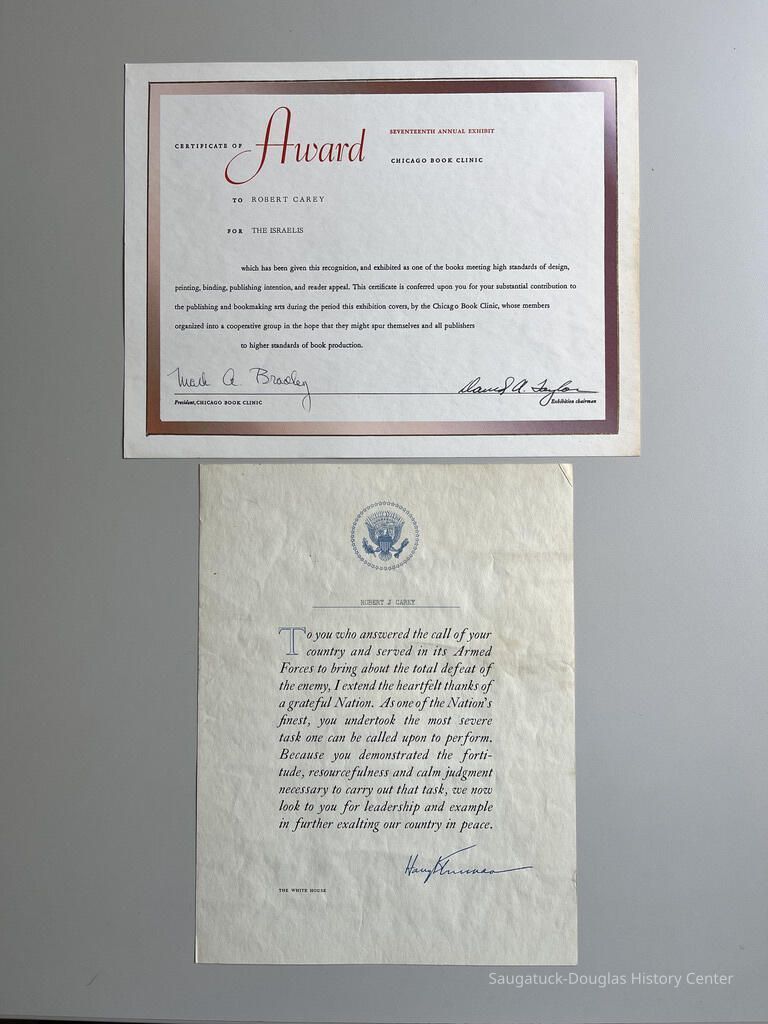 CERTIFICATE OF Award
SEVENTEENTH ANNUAL EXHIBIT
CHICAGO BOOK CLINIC
TO ROBERT CAREY
FOR THE ISRAELIS
which has been given this recognition, and exhibited as one of the books meeting high standards of design,
printing, binding, publishing intention, and reader appeal. This certificate is conferred upon you for your substantial contribution to
the publishing and bookmaking arts during the period this exhibition covers, by the Chicago Book Clinic, whose members
organized into a cooperative group in the hope that they might spur themselves and all publishers
to higher standards of book production.
Mark A. Bradley
David A. Taylor
President, CHICAGO BOOK CLINIC
Exhibition chairman
ROBERT J CAREY
To you who answered the call of your
country and served in its Armed
Forces to bring about the total defeat of
the enemy, I extend the heartfelt thanks of
a grateful Nation. As one of the Nation's
finest, you undertook the most severe
task one can be called upon to perform.
Because you demonstrated the forti-
tude, resourcefulness and calm judgment
necessary to carry out that task, we now
look to you for leadership and example
in further exalting our country in peace.
Harry Truman
THE WHITE HOUSE
Saugatuck-Douglas History Center